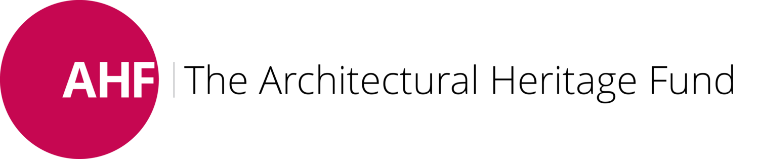 AHF | The Architectural Heritage Fund